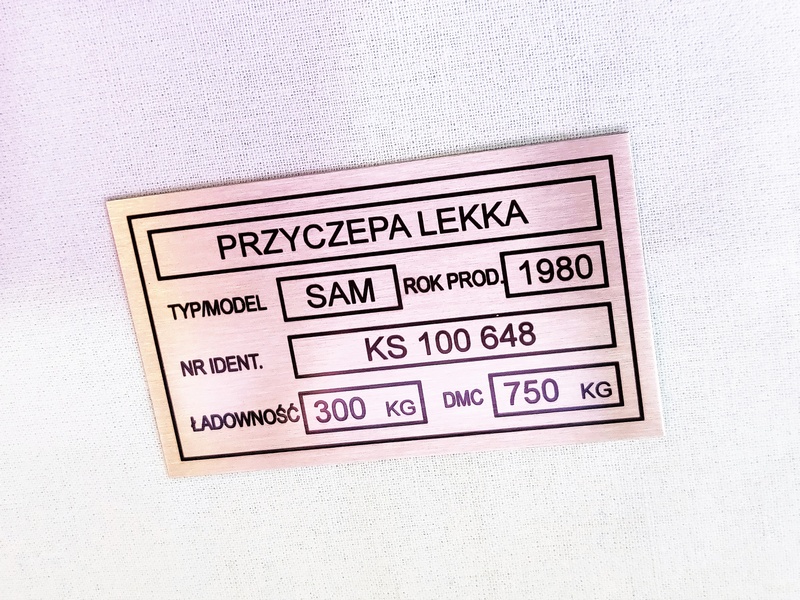 PRZYCZEPA LEKKA
TYP/MODEL SAM ROK PROD. 1980
NR IDENT. KS 100 648
ŁADOWNOŚĆ 300 KG DMC 750 KG